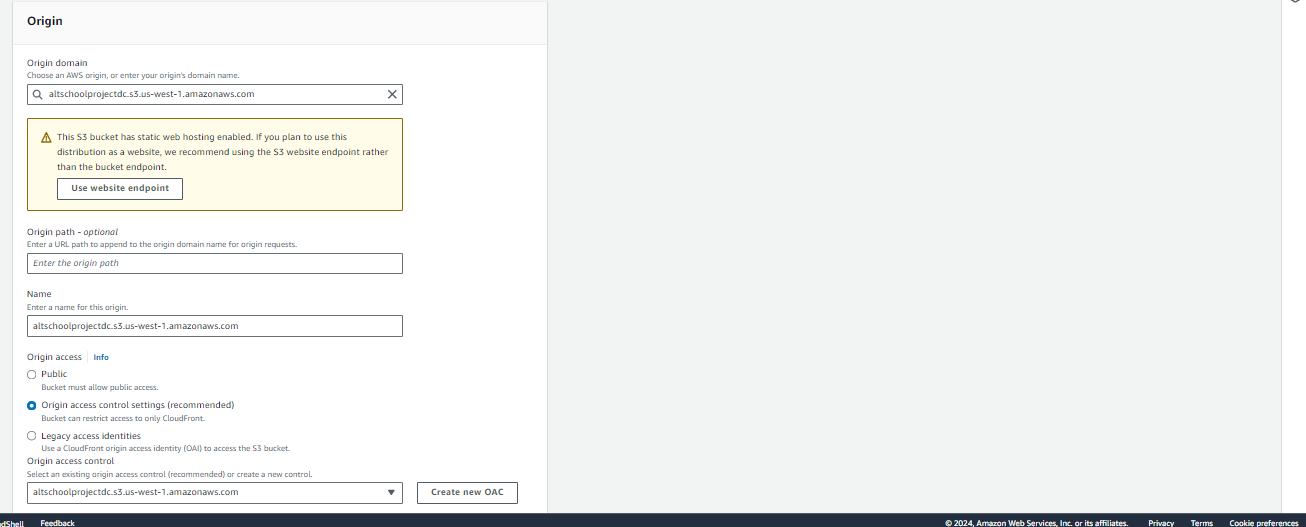 Origin
Origin domain
Choose an AWS origin, or enter your origin's domain name.
altschoolprojectdc.s3.us-west-1.amazonaws.com
This S3 bucket has static web hosting enabled. If you plan to use this
distribution as a website, we recommend using the S3 website endpoint rather
than the bucket endpoint.
Use website endpoint
Origin path - optional
Enter a URL path to append to the origin domain name for origin requests.
Enter the origin path
Name
Enter a name for this origin.
altschoolprojectdc.s3.us-west-1.amazonaws.com
Origin access Info
Public
Bucket must allow public access.
Origin access control settings (recommended)
Bucket can restrict access to only CloudFront.
Legacy access identities
Use a CloudFront origin access identity (OAI) to access the S3 bucket.
Origin access control
Select an existing origin access control (recommended) or create a new control.
altschoolprojectdc.s3.us-west-1.amazonaws.com Create new OAC
dShell Feedback © 2024, Amazon Web Services, Inc. or its affiliates. Privacy Terms Cookie preferences